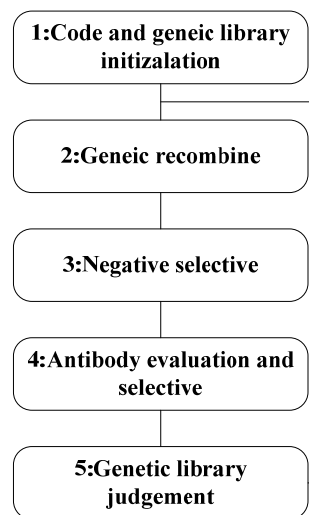 1:Code and geneic library
initizalation
2:Geneic recombine
3:Negative selective
4:Antibody evaluation and
selective
5:Genetic library
judgement